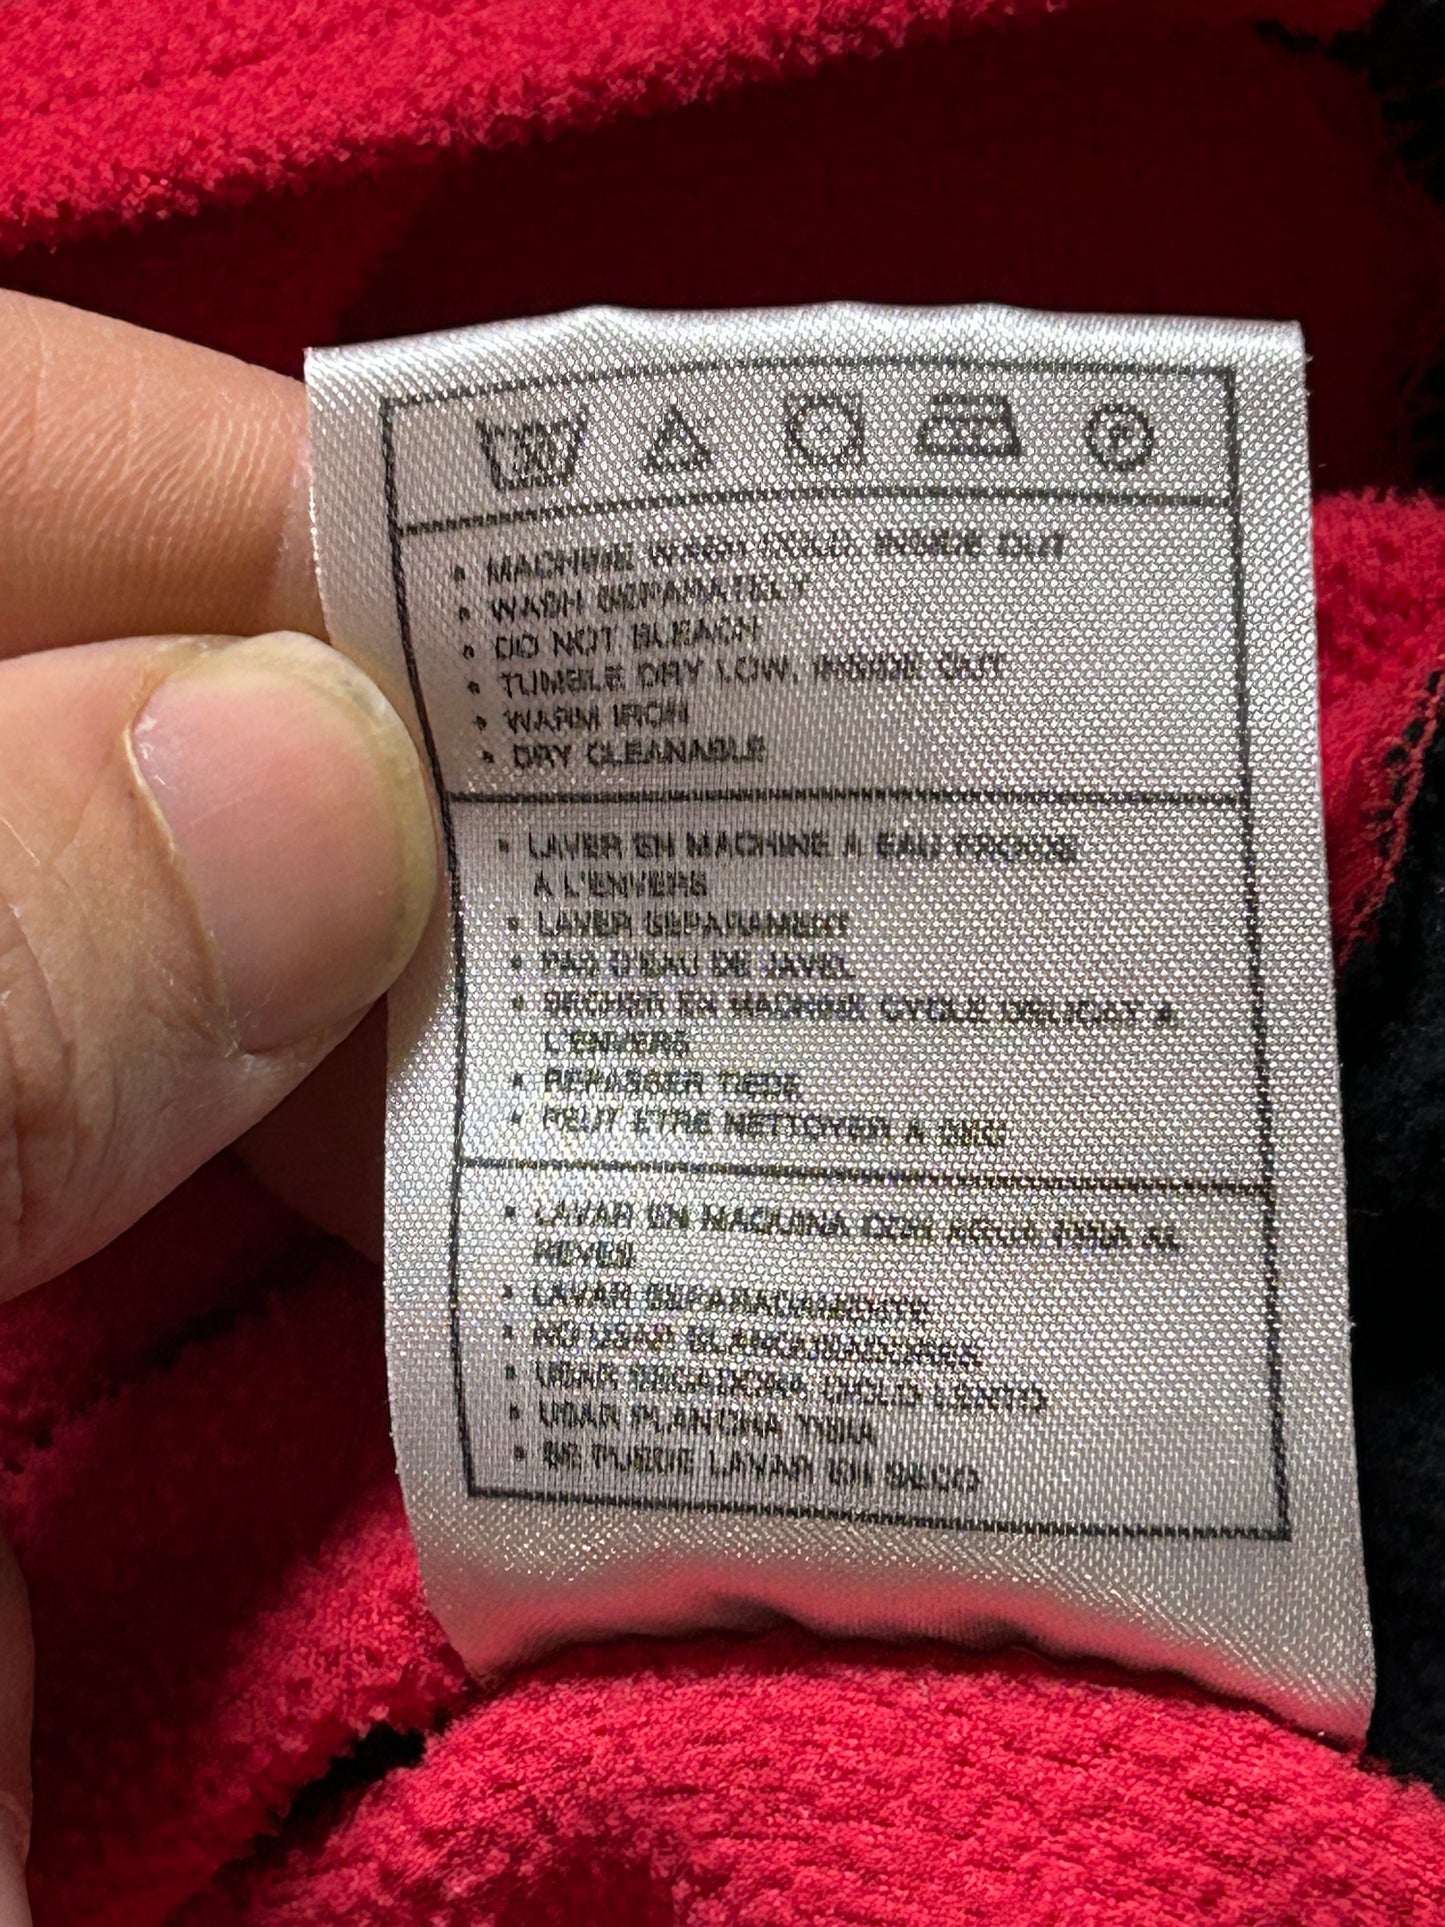 • MACHINE WASH COLD, INSIDE OUT
• WASH SEPARATELY
• DO NOT BLEACH
• TUMBLE DRY LOW, INSIDE OUT
• WARM IRON
• DRY CLEANABLE
• LAVER EN MACHINE A EAU FROIDE
A L'ENVERS
• LAVER SEPARAMENT
• PAS D'EAU DE JAVEL
• SECHER EN MACHINE CYCLE DELICAT A
L'ENVERS
• REPASSER TIEDE
• PEUT ETRE NETTOYER A SEC
• LAVAR EN MAQUINA CON AGUA FRIA AL
REVES
• LAVAR SEPARADAMENTE
• NO USAR BLANQUEADORES
• USAR SECADORA CICLO LENTO
• USAR PLANCHA TIBIA
• SE PUEDE LAVAR EN SECO